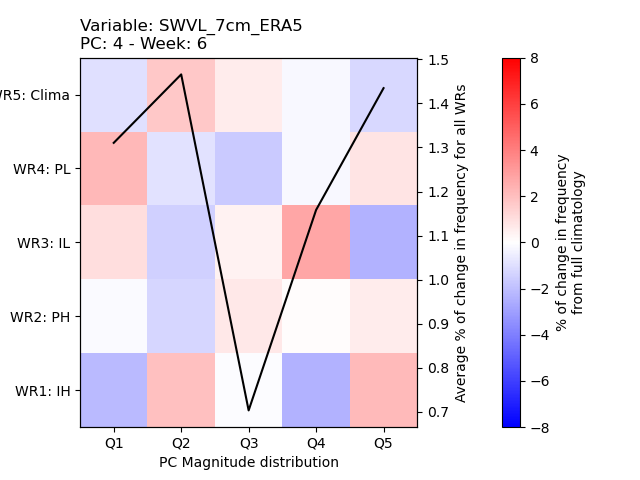 Variable: SWVL_7cm_ERA5
PC: 4 - Week: 6
R5: Clima
WR4: PL
WR3: IL
WR2: PH
WR1: IH
Q1 Q2 Q3 Q4 Q5
PC Magnitude distribution
1.5
1.4
1.3
1.2
1.1
1.0
0.9
0.8
0.7
Average % of change in frequency for all WRs
8
6
4
2
0
−2
−4
−6
−8
% of change in frequency
from full climatology